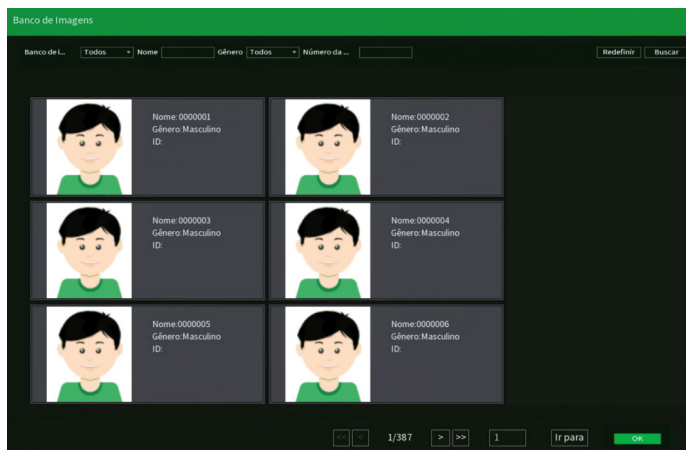 Banco de Imagens
Banco de i... Todos Nome Gênero Todos Número da ... Redefinir Buscar
Nome:0000001
Gênero:Masculino
ID:
Nome:0000002
Gênero:Masculino
ID:
Nome:0000003
Gênero:Masculino
ID:
Nome:0000004
Gênero:Masculino
ID:
Nome:0000005
Gênero:Masculino
ID:
Nome:0000006
Gênero:Masculino
ID:
<< < 1/387 > >> 1 Ir para OK